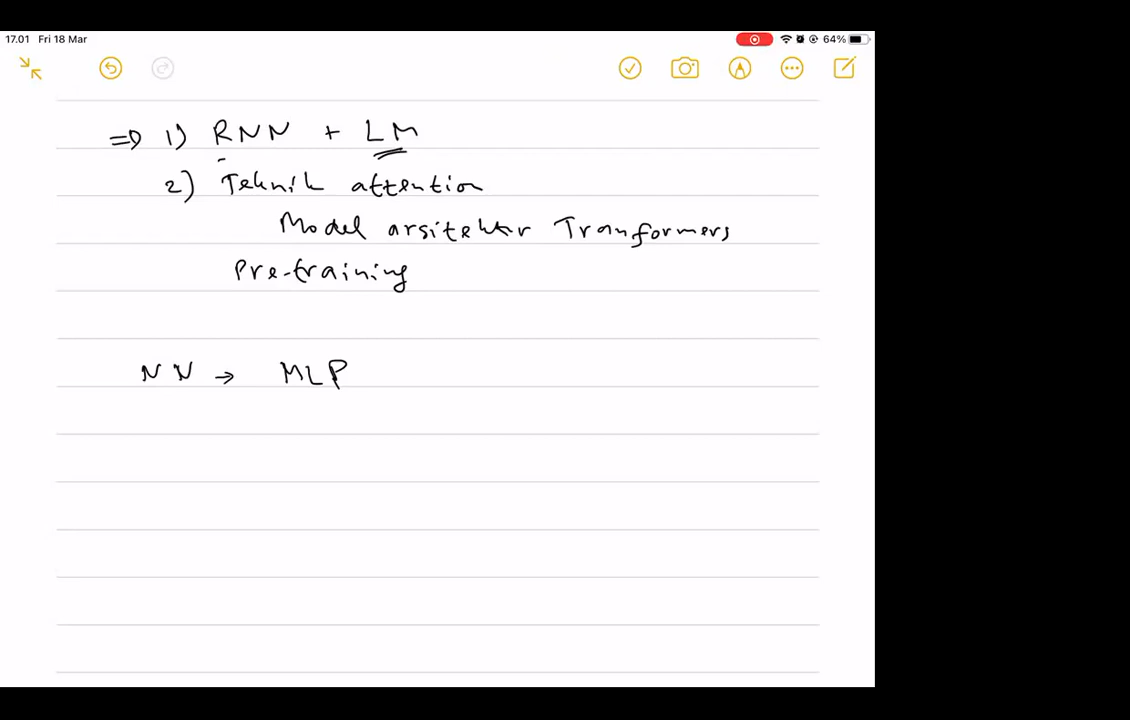 17.01 Fri 18 Mar 64%
⇒ 1) RNN + LM
2) Teknik attention
Model arsitektur Transformers
Pre-training
NN → MLP